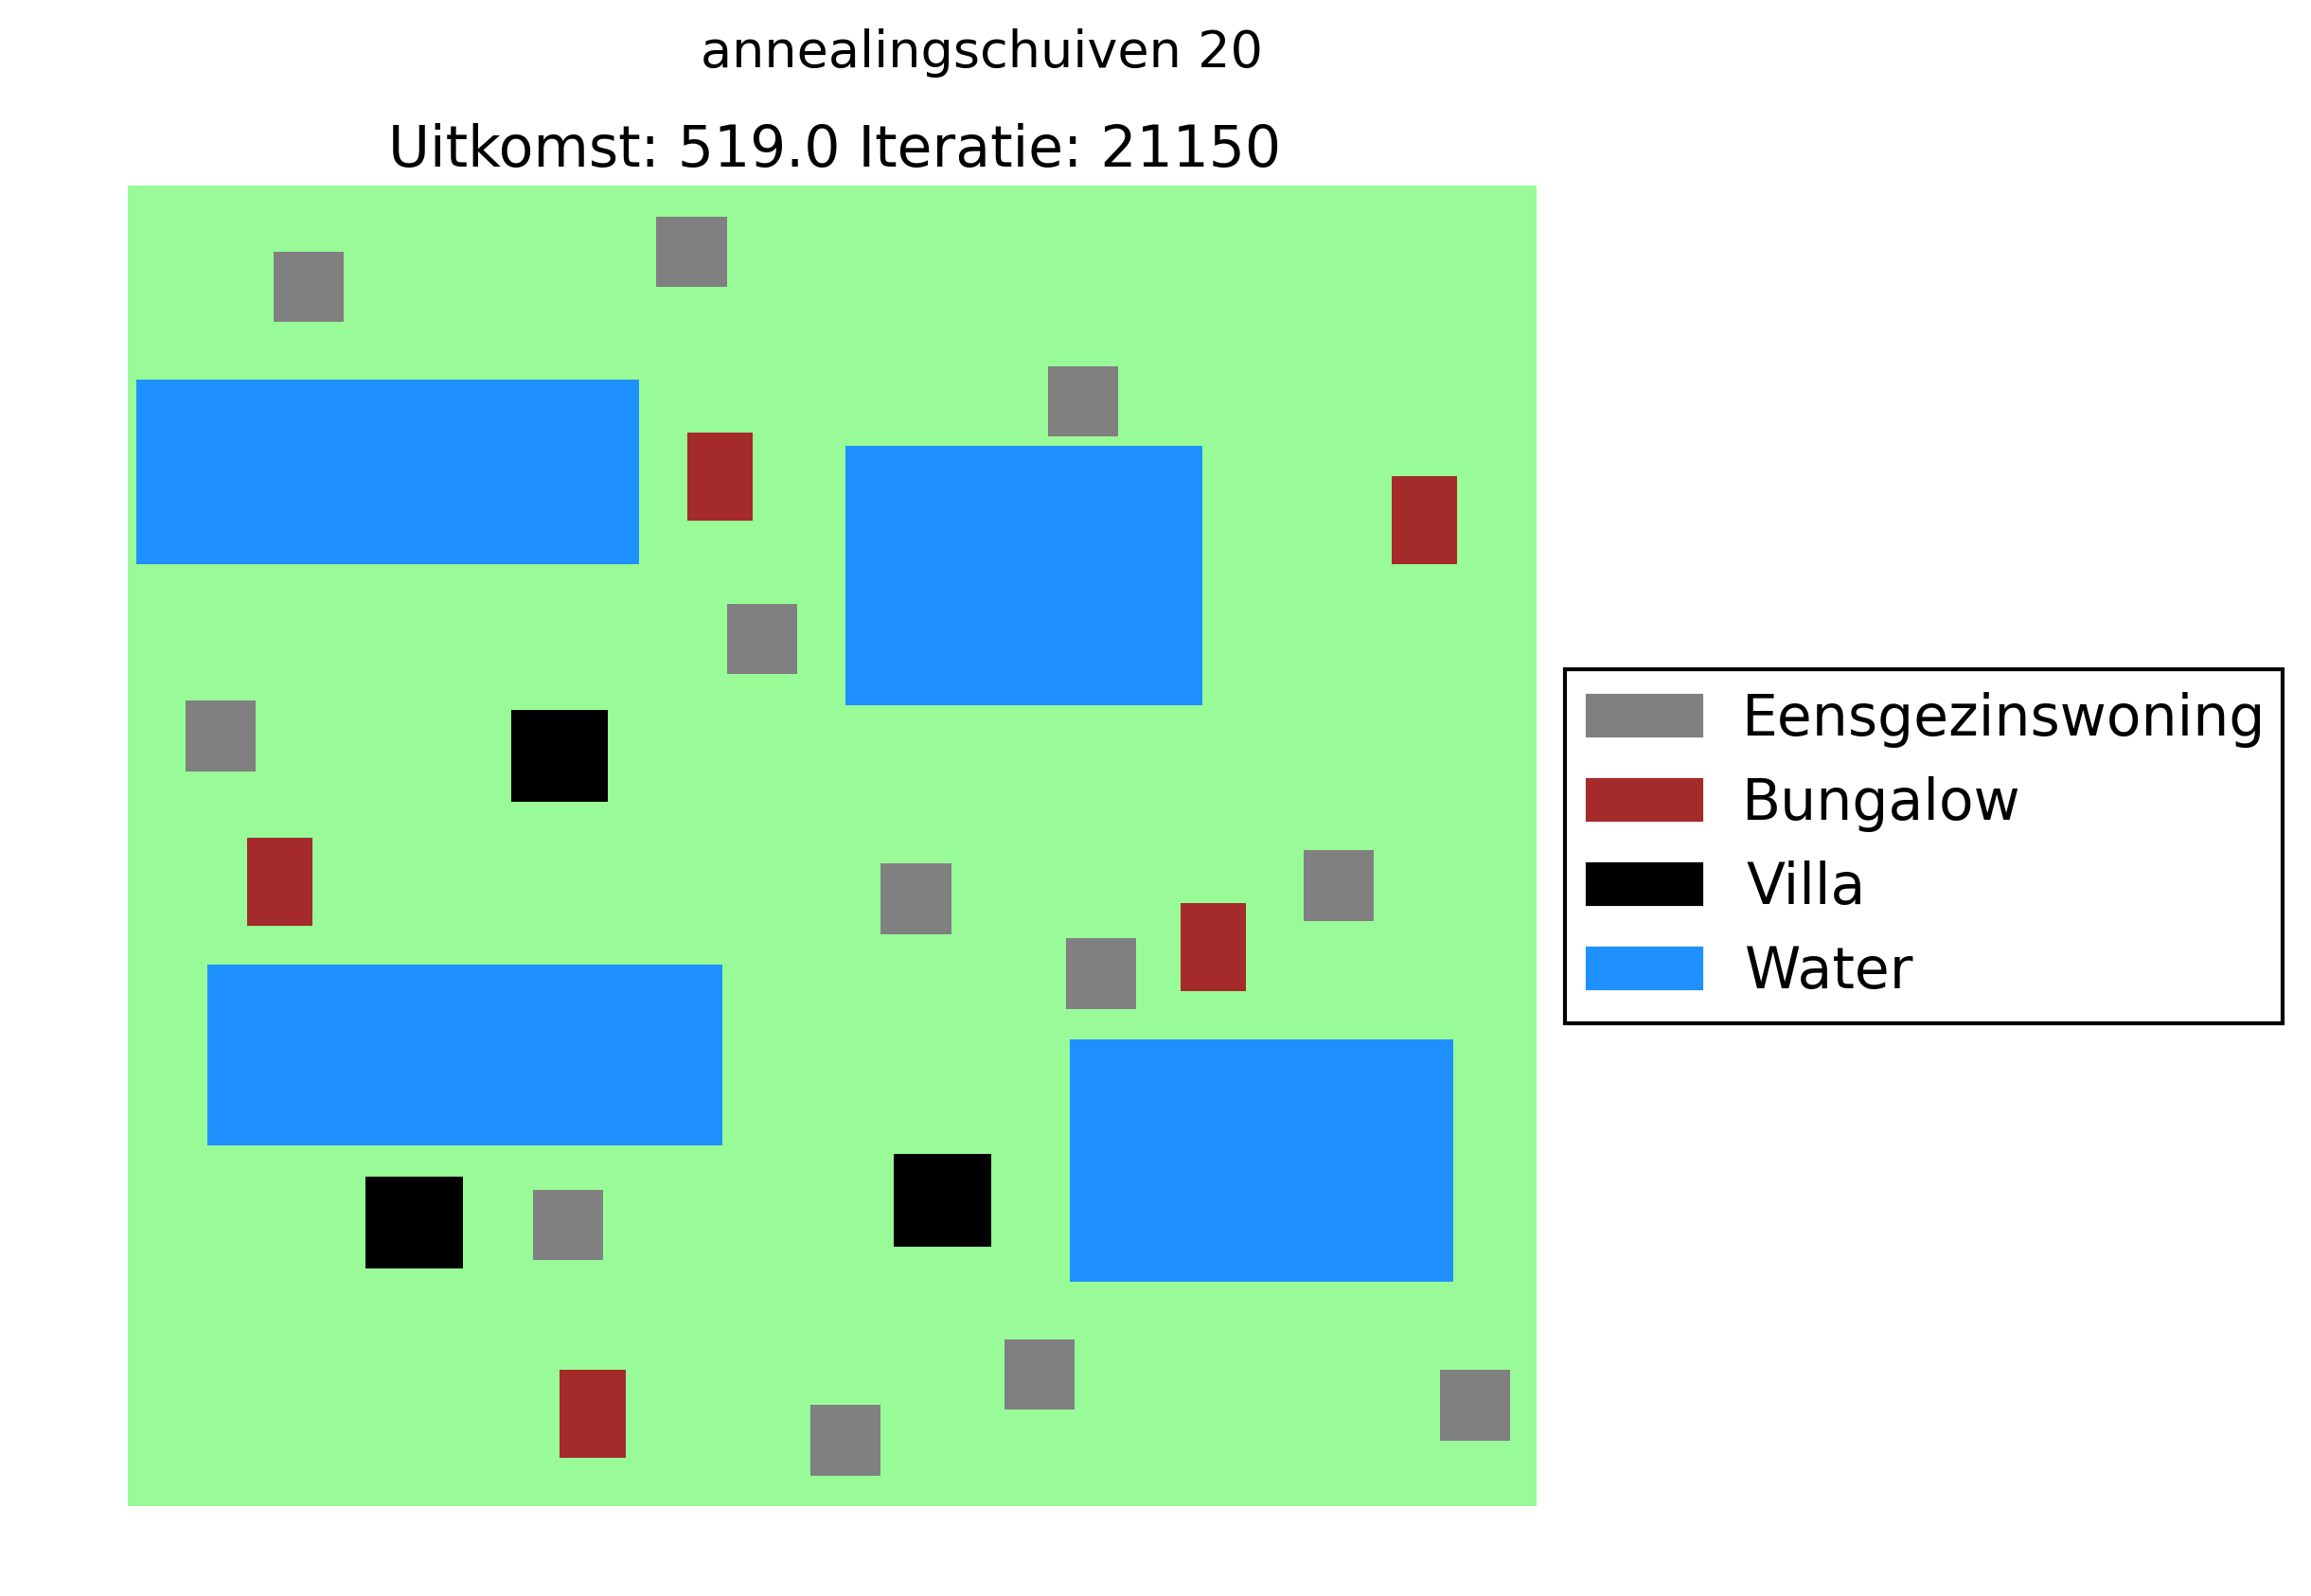 annealingschuiven 20
Uitkomst: 519.0 Iteratie: 21150
Eensgezinswoning
Bungalow
Villa
Water